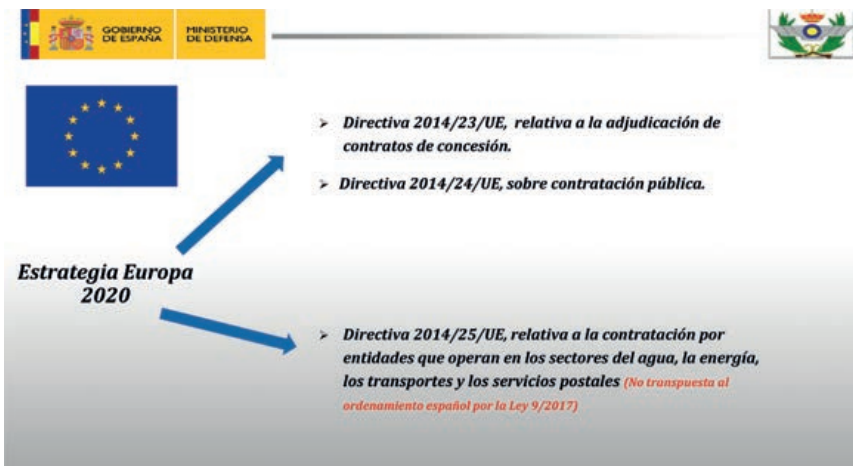 GOBIERNO
DE ESPAÑA
MINISTERIO
DE DEFENSA
➤ Directiva 2014/23/UE, relativa a la adjudicación de
contratos de concesión.
➤ Directiva 2014/24/UE, sobre contratación pública.
Estrategia Europa
2020
➤ Directiva 2014/25/UE, relativa a la contratación por
entidades que operan en los sectores del agua, la energía,
los transportes y los servicios postales (No transpuesta al
ordenamiento español por la Ley 9/2017)